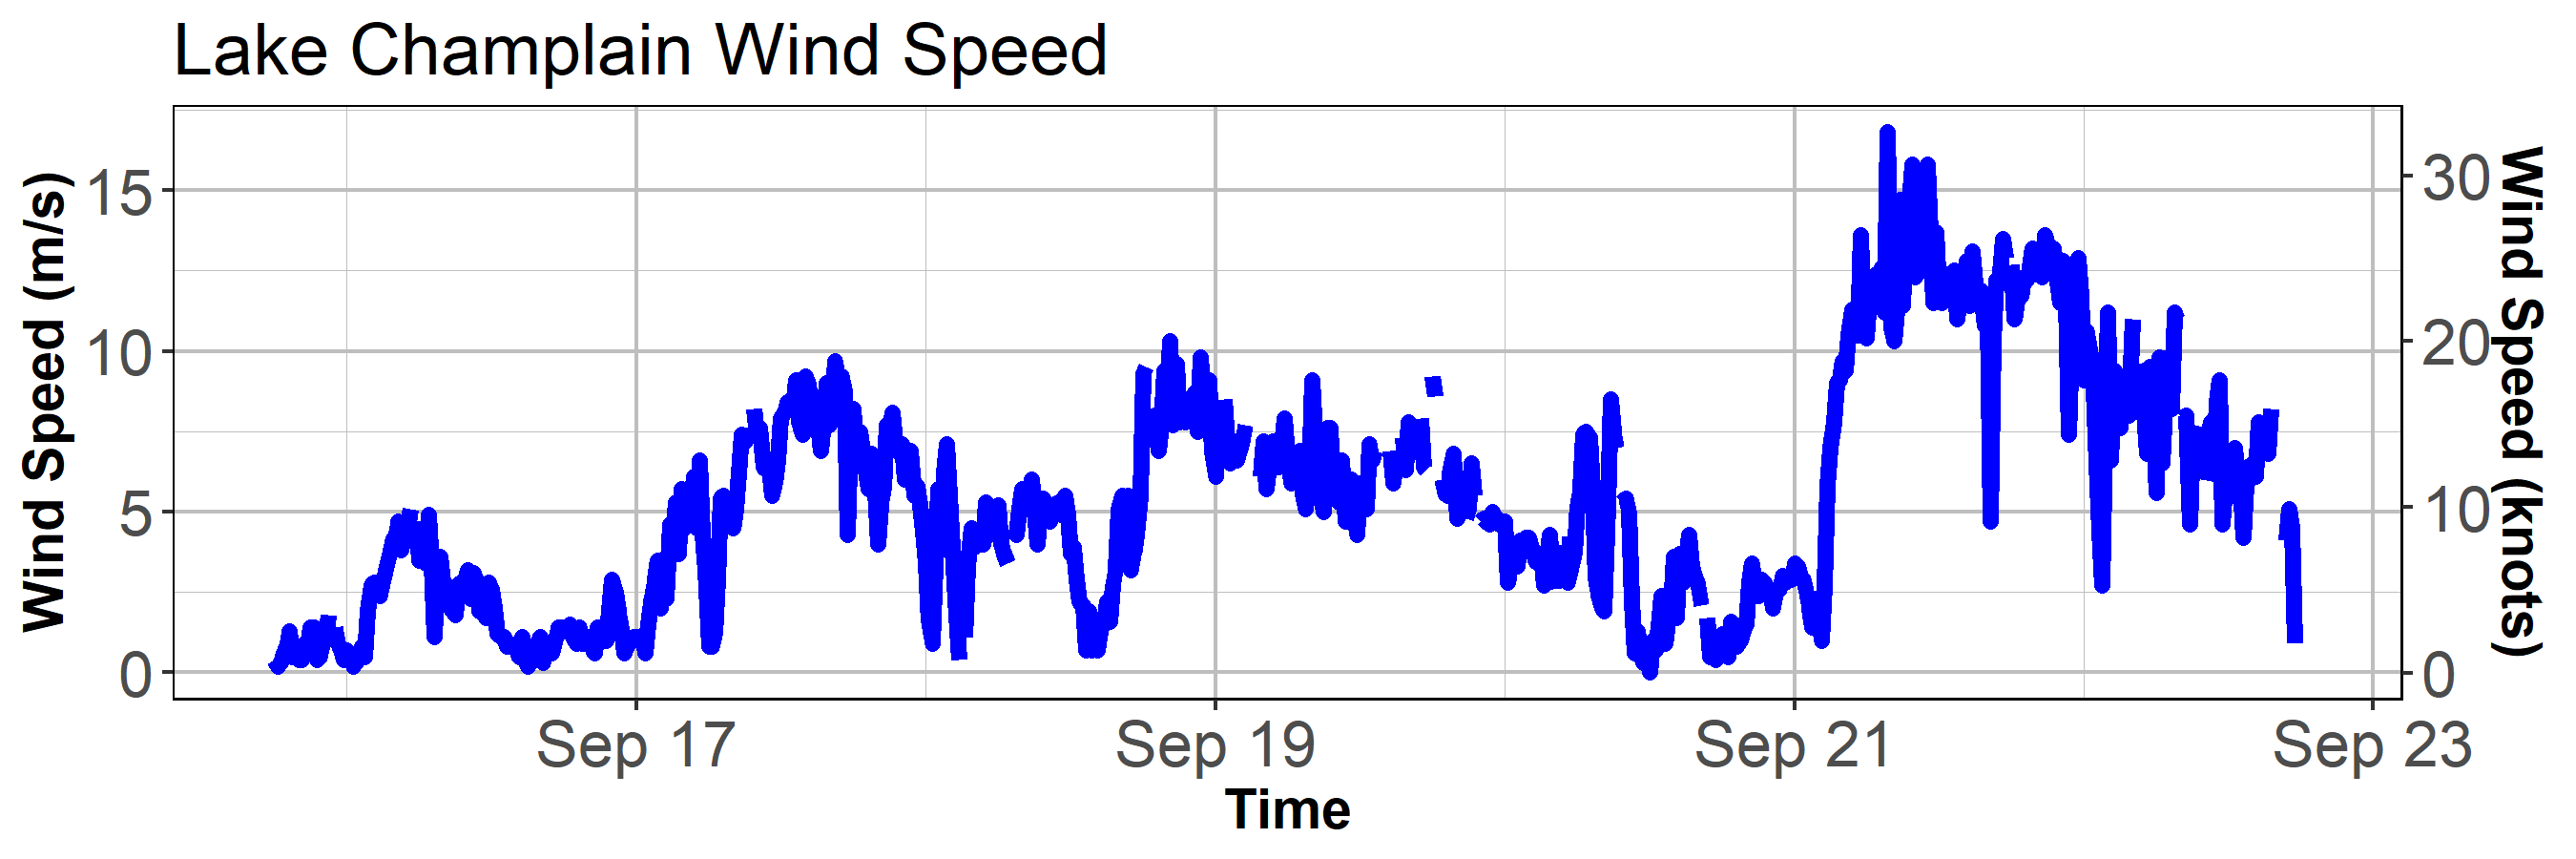 Lake Champlain Wind Speed
Wind Speed (m/s)
15
10
5
0
30
20
10
0
Wind Speed (knots)
Sep 17
Sep 19
Sep 21
Sep 23
Time